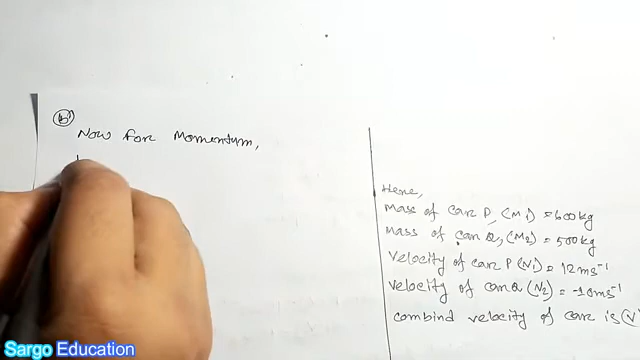 b
Now for Momentum,
Here,
Mass of car P, (M1) = 600kg
Mass of car Q, (M2) = 500kg
Velocity of car P (V1) = 12ms-1
Velocity of car Q (V2) = -10ms-1
combind velocity of car is (V
Sargo Education